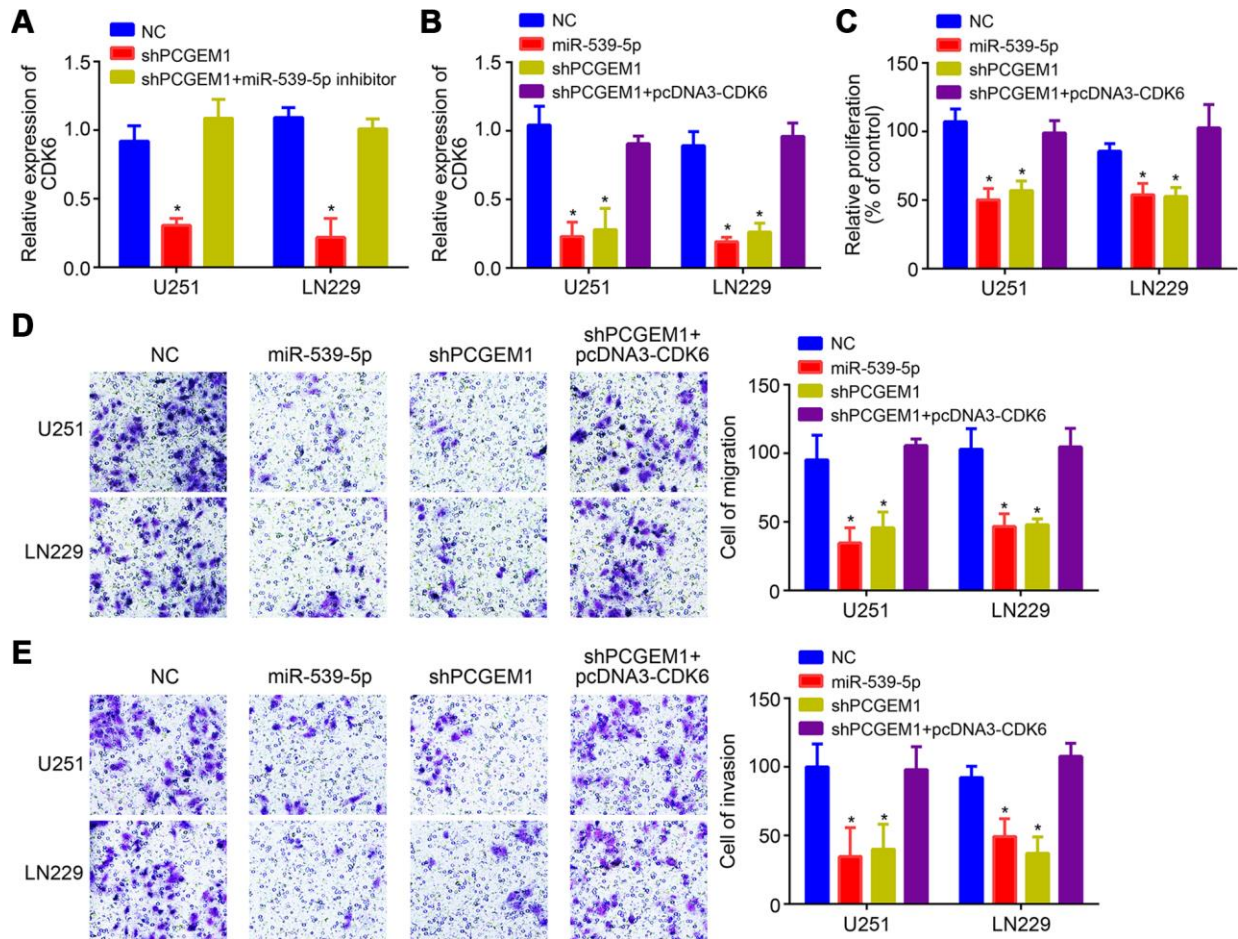 A
NC
shPCGEM1
shPCGEM1+miR-539-5p inhibitor
Relative expression of
CDK6
1.5
1.0
0.5
0.0
*
*
U251
LN229
B
NC
miR-539-5p
shPCGEM1
shPCGEM1+pcDNA3-CDK6
Relative expression of
CDK6
1.5
1.0
0.5
0.0
* *
* *
U251
LN229
C
NC
miR-539-5p
shPCGEM1
shPCGEM1+pcDNA3-CDK6
Relative proliferation
(% of control)
150
100
50
0
* *
* *
U251
LN229
D
NC
miR-539-5p
shPCGEM1
shPCGEM1+
pcDNA3-CDK6
U251
LN229
NC
miR-539-5p
shPCGEM1
shPCGEM1+pcDNA3-CDK6
Cell of migration
150
100
50
0
* *
* *
U251
LN229
E
NC
miR-539-5p
shPCGEM1
shPCGEM1+
pcDNA3-CDK6
U251
LN229
NC
miR-539-5p
shPCGEM1
shPCGEM1+pcDNA3-CDK6
Cell of invasion
150
100
50
0
* *
* *
U251
LN229